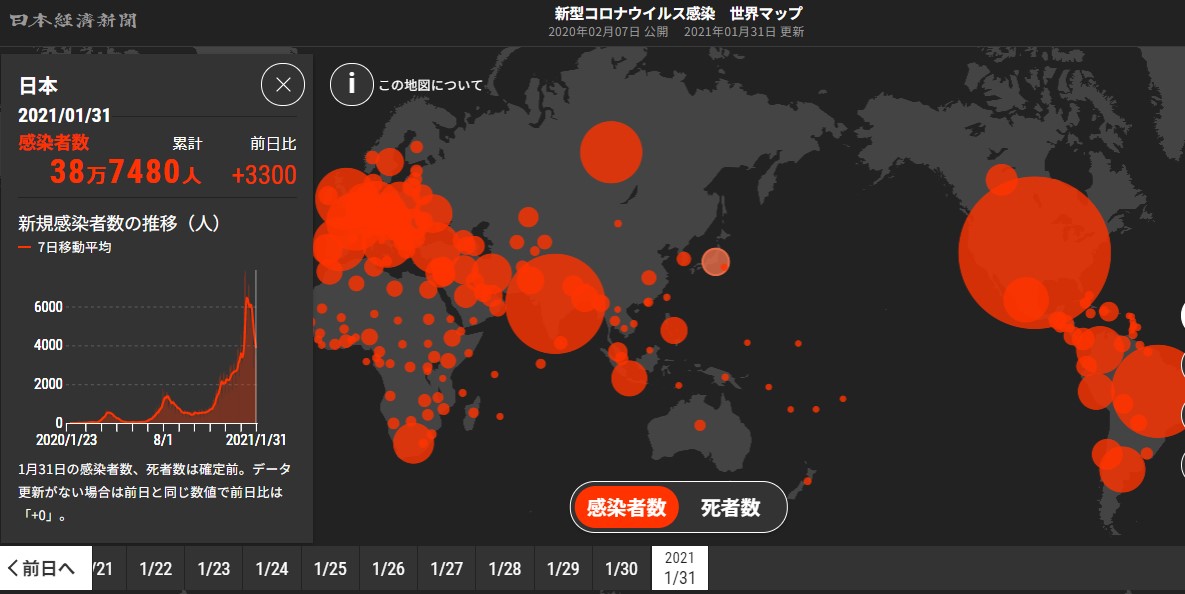 日本経済新聞
新型コロナウイルス感染 世界マップ
2020年02月07日 公開 2021年01月31日 更新
日本
2021/01/31
感染者数 累計 前日比
38万7480人 +3300
新規感染者数の推移（人）
7日移動平均
6000
4000
2000
0
2020/1/23 8/1 2021/1/31
1月31日の感染者数、死者数は確定前。データ
更新がない場合は前日と同じ数値で前日比は
「+0」。
i この地図について
感染者数 死者数
前日へ /21 1/22 1/23 1/24 1/25 1/26 1/27 1/28 1/29 1/30 2021
1/31